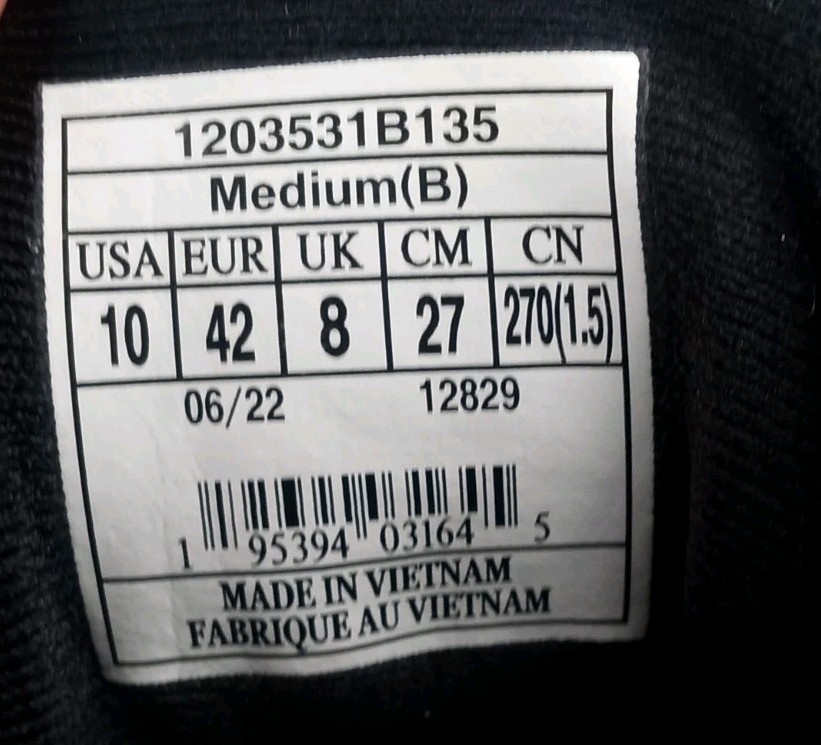 1203531B135
Medium(B)
USA EUR UK CM CN
10 42 8 27 270(1.5)
06/22 12829
1 95394 03164 5
MADE IN VIETNAM
FABRIQUE AU VIETNAM